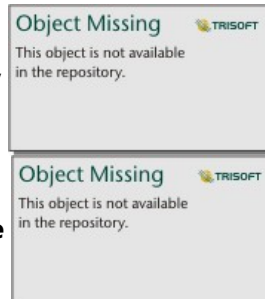 Object Missing TRISOFT
This object is not available
in the repository.
Object Missing TRISOFT
This object is not available
e in the repository.